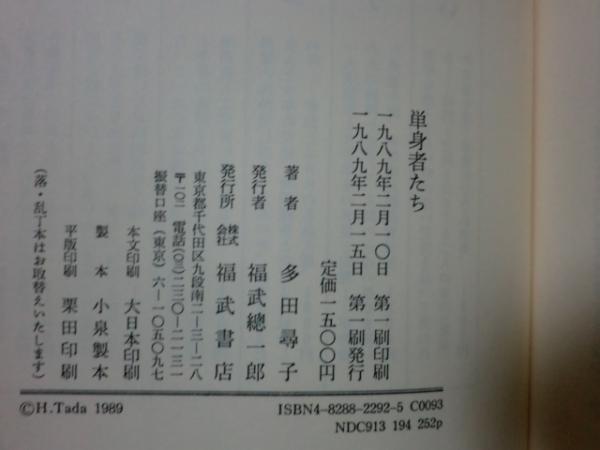 単身者たち
一九八九年二月一〇日 第一刷印刷
一九八九年二月一五日 第一刷発行
定価一五〇〇円
著者 多田尋子
発行者 福武總一郎
発行所 株式会社 福武書店
東京都千代田区九段南二—三—二八
〒一〇二 電話(〇三)二三〇—二一三一
振替口座(東京)六—一〇五〇九七
本文印刷 大日本印刷
製本 小泉製本
平版印刷 栗田印刷
(落・乱丁本はお取替えいたします)
©H.Tada 1989
ISBN4-8288-2292-5 C0093
NDC913 194 252p